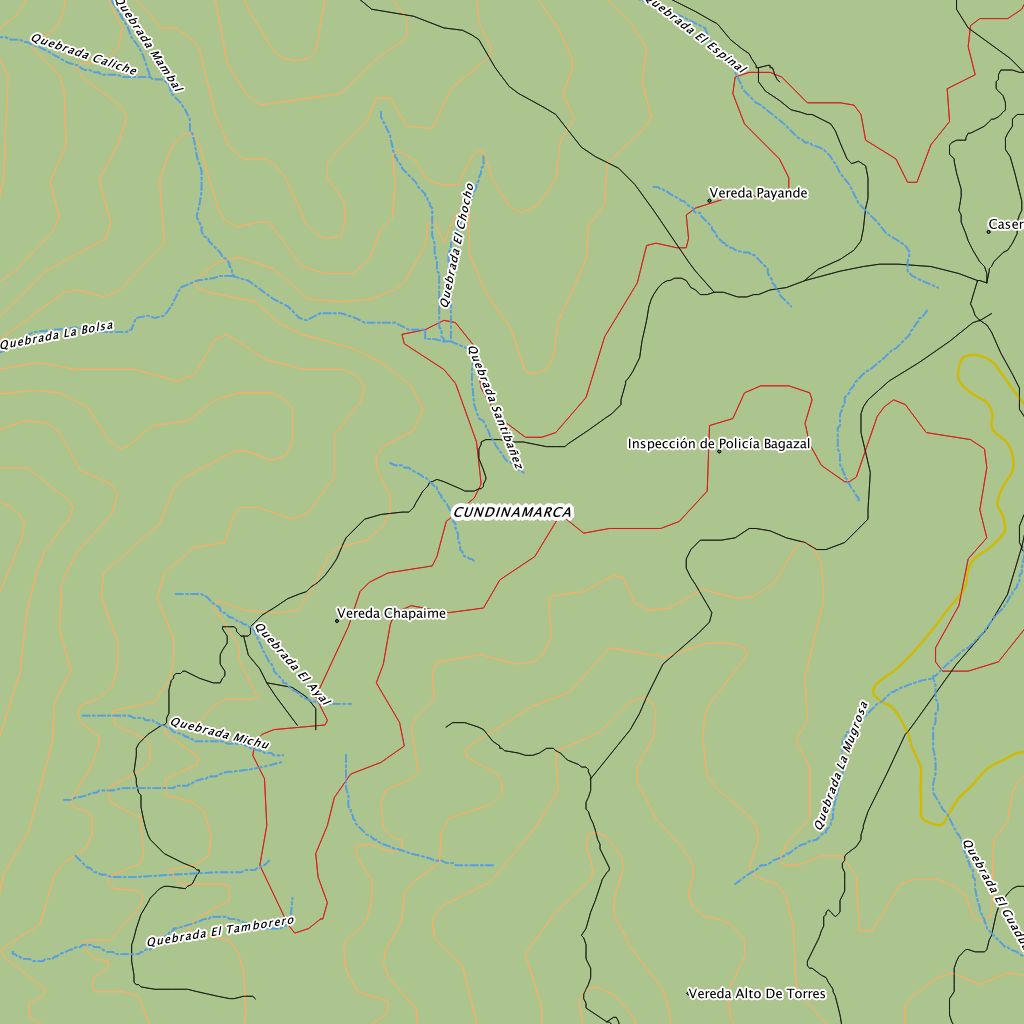 Quebrada Mambal
Quebrada Caliche
Quebrada El Espinal
Vereda Payande
Caser
Quebrada El Chocho
Quebrada La Bolsa
Quebrada Santibañez
Inspección de Policía Bagazal
CUNDINAMARCA
Vereda Chapaime
Quebrada El Ayal
Quebrada Michu
Quebrada La Mugrosa
Quebrada El Guadu
Quebrada El Tamborero
Vereda Alto De Torres